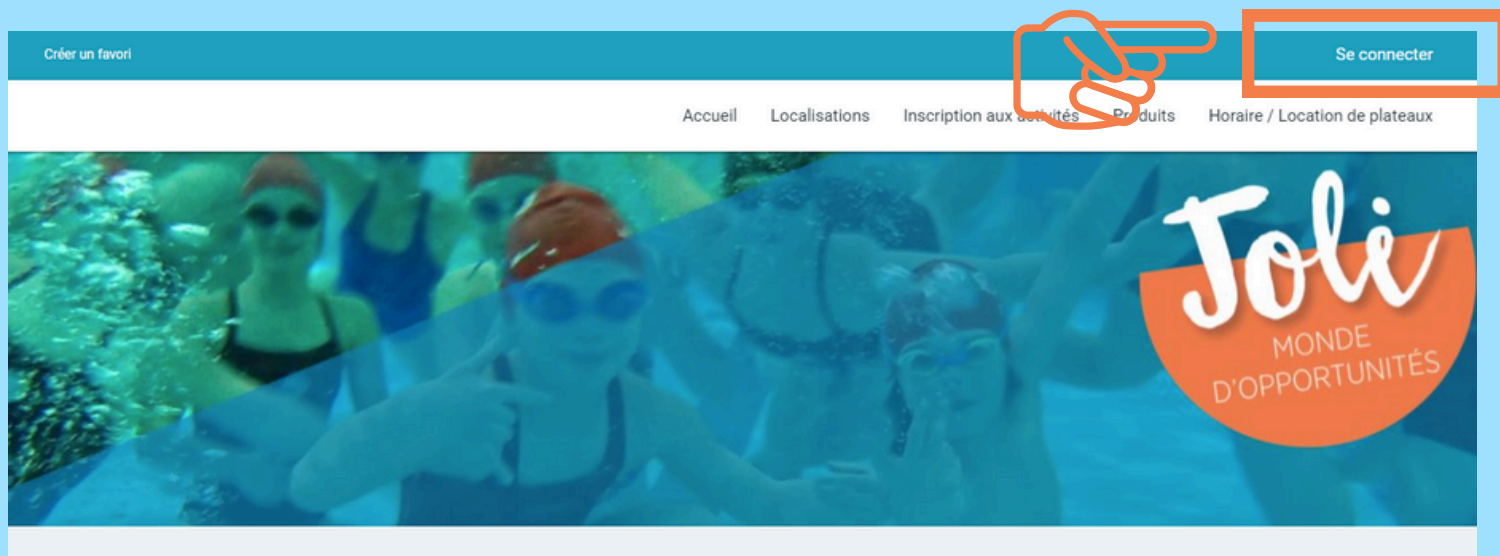 Créer un favori
Se connecter
Accueil Localisations Inscription aux activités Produits Horaire / Location de plateaux
Joli
MONDE
D'OPPORTUNITÉS